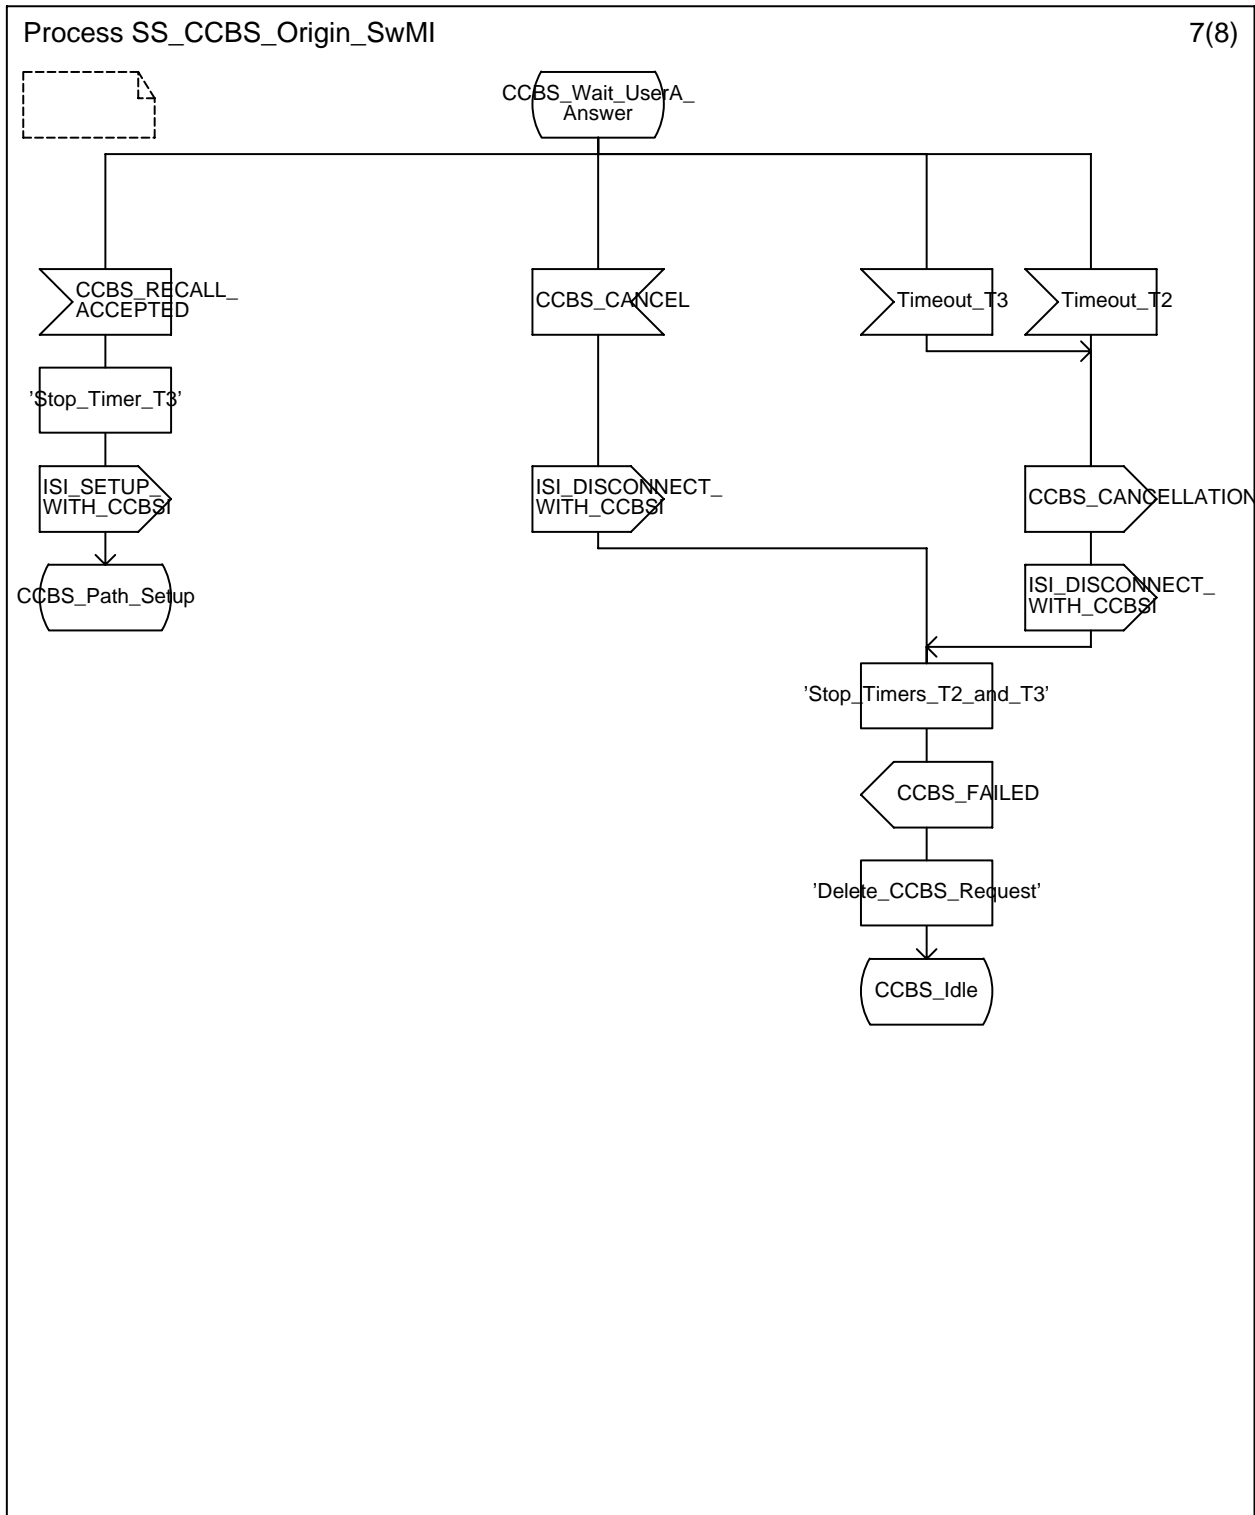 Process SS_CCBS_Origin_SwMI
7(8)
CCBS_Wait_UserA_
Answer
CCBS_RECALL_
ACCEPTED
CCBS_CANCEL
Timeout_T3
Timeout_T2
'Stop_Timer_T3'
ISI_SETUP_
WITH_CCBSI
ISI_DISCONNECT_
WITH_CCBSI
CCBS_CANCELLATION
CCBS_Path_Setup
ISI_DISCONNECT_
WITH_CCBSI
'Stop_Timers_T2_and_T3'
CCBS_FAILED
'Delete_CCBS_Request'
CCBS_Idle